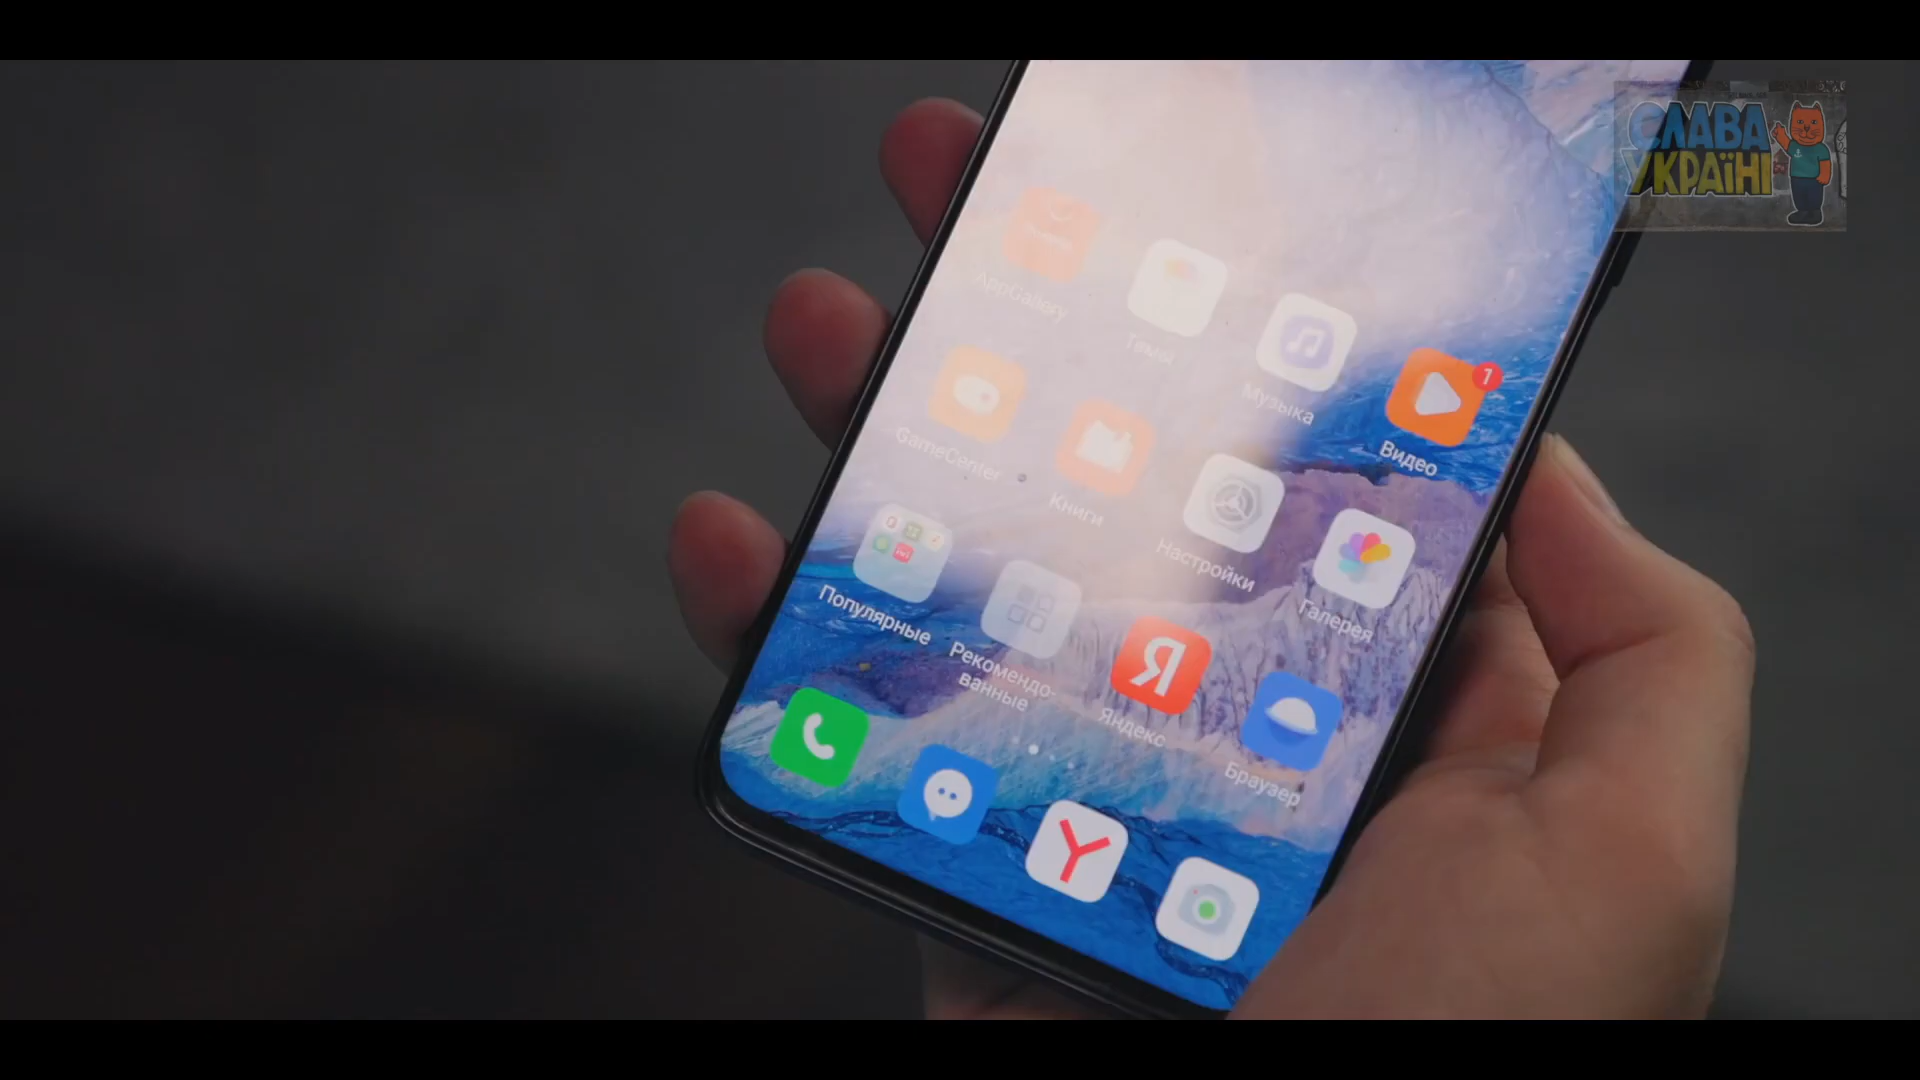 СЛАВА
УКРАЇНІ
AppGallery
Темы
Музыка
Видео
1
GameCenter
Книги
Настройки
Галерея
Популярные
Рекомендо-
ванные
Я
Яндекс
Браузер
Y